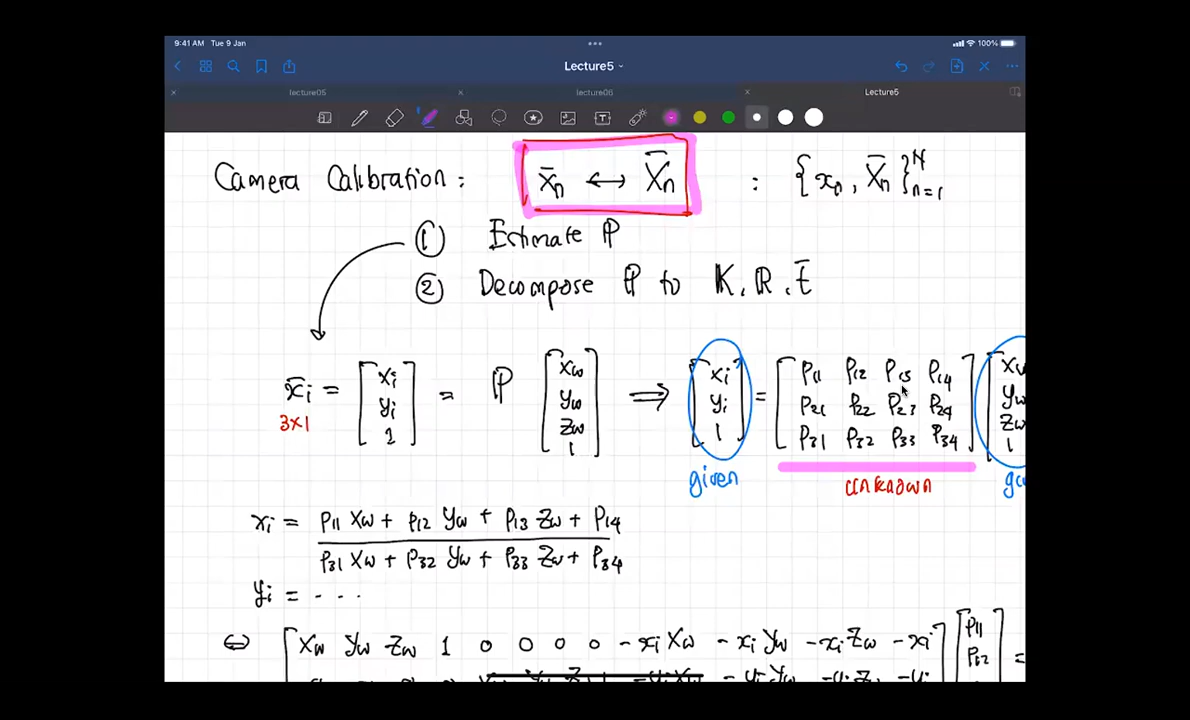 9:41 AM Tue 9 Jan
100%
Lecture5
lecture05
lecture06
Lecture5
Camera Calibration : x̄n ↔ X̄n : {xn, X̄n}ᴺn=1
① Estimate ℙ
② Decompose ℙ to 𝕂, ℝ, t̄
x̄i = [xi yi 1] = ℙ [Xw Yw Zw 1] ⟹ [xi yi 1] = [P11 P12 P13 P14 P21 P22 P23 P24 P31 P32 P33 P34] [Xw Yw Zw 1]
3x1
given
unknown
xi = P11 Xw + P12 Yw + P13 Zw + P14
P31 Xw + P32 Yw + P33 Zw + P34
yi = - - -
⇔ [Xw Yw Zw 1 0 0 0 0 -xiXw -xiYw -xiZw -xi] [P11 P12 =